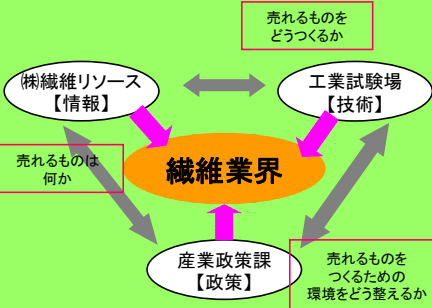 売れるものを
どうつくるか
㈱繊維リソース
【情報】
工業試験場
【技術】
売れるものは
何か
繊維業界
産業政策課
【政策】
売れるものを
つくるための
環境をどう整えるか